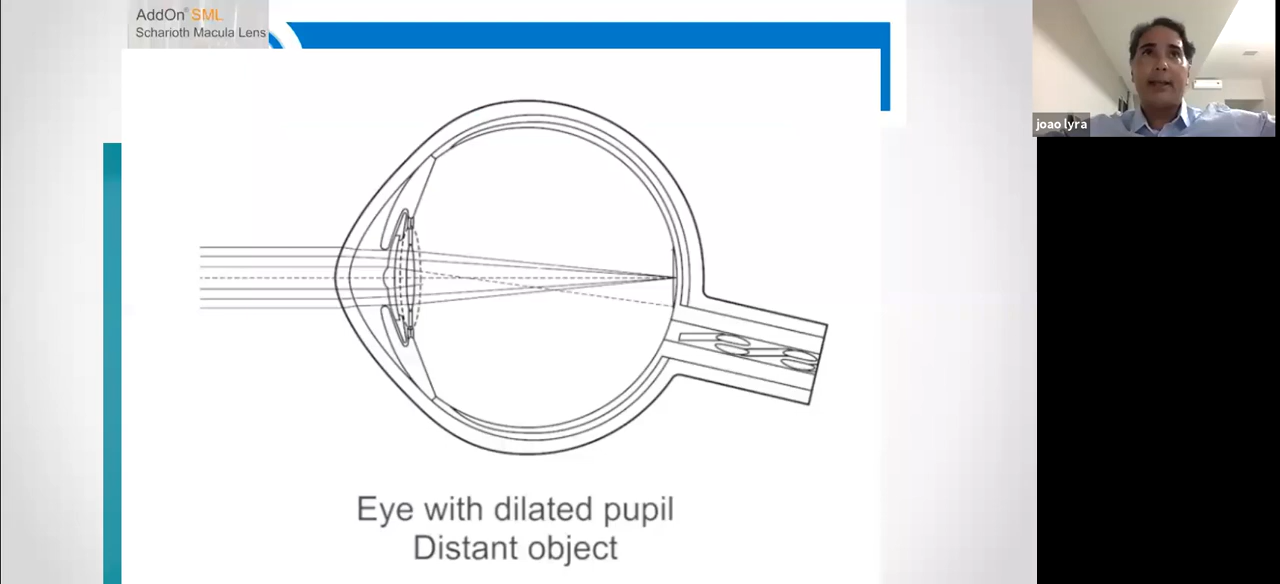 AddOn® SML
Scharioth Macula Lens
joao lyra
Eye with dilated pupil
Distant object